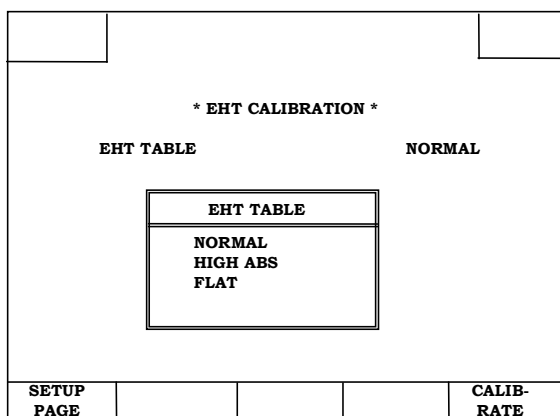 * EHT CALIBRATION *
EHT TABLE NORMAL
EHT TABLE
NORMAL
HIGH ABS
FLAT
SETUP CALIB-
PAGE RATE